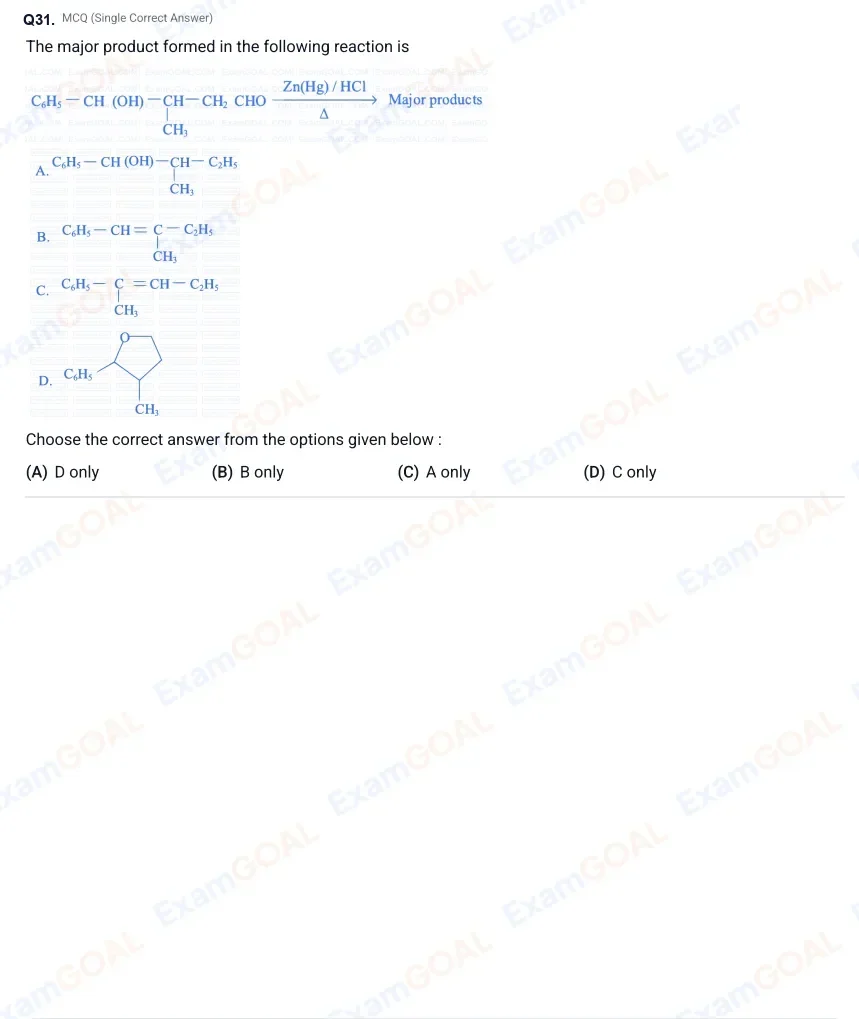 Q31. MCQ (Single Correct Answer)
The major product formed in the following reaction is
C₆H₅ — CH (OH) — CH — CH₂ CHO Zn(Hg) / HCl Δ Major products
CH₃
A. C₆H₅ — CH (OH) — CH — C₂H₅
CH₃
B. C₆H₅ — CH = C — C₂H₅
CH₃
C. C₆H₅ — C = CH — C₂H₅
CH₃
O
D. C₆H₅
CH₃
Choose the correct answer from the options given below :
(A) D only (B) B only (C) A only (D) C only
ExamGOAL